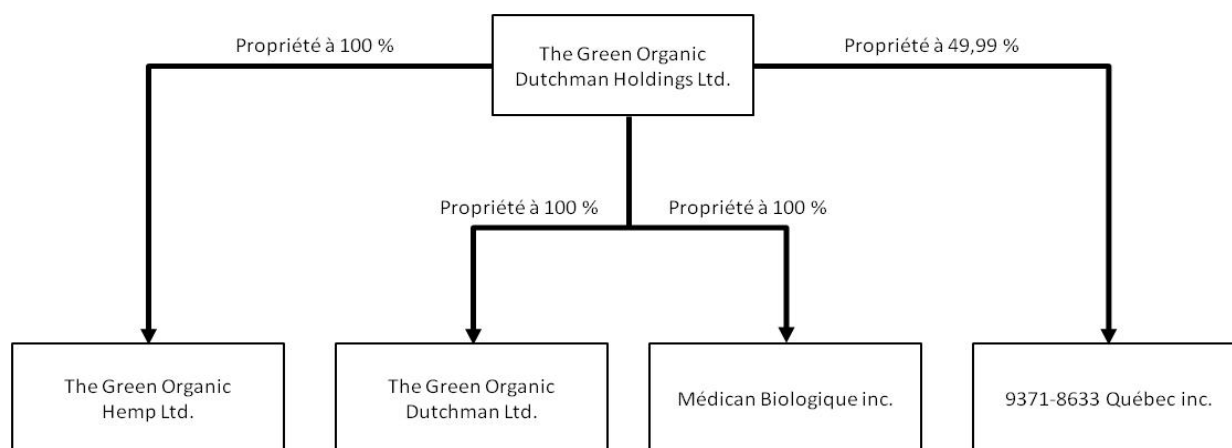 Propriété à 100 %
The Green Organic
Dutchman Holdings Ltd.
Propriété à 49,99 %
Propriété à 100 %
Propriété à 100 %
The Green Organic
Hemp Ltd.
The Green Organic
Dutchman Ltd.
Médican Biologique inc.
9371-8633 Québec inc.